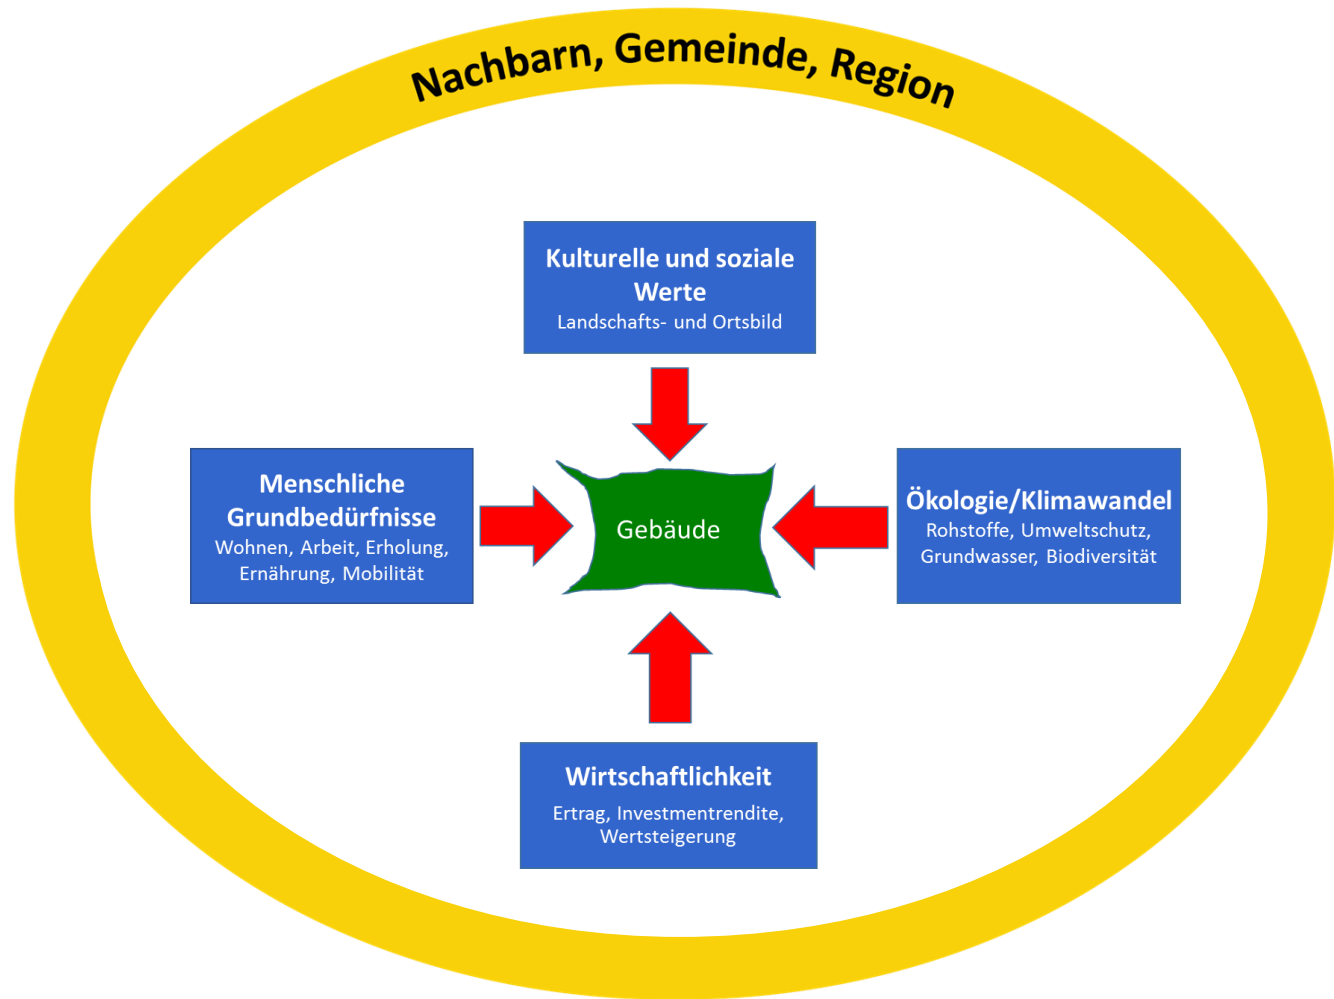 Nachbarn, Gemeinde, Region
Kulturelle und soziale
Werte
Landschafts- und Ortsbild
Menschliche
Grundbedürfnisse
Wohnen, Arbeit, Erholung,
Ernährung, Mobilität
Gebäude
Ökologie/Klimawandel
Rohstoffe, Umweltschutz,
Grundwasser, Biodiversität
Wirtschaftlichkeit
Ertrag, Investmentrendite,
Wertsteigerung